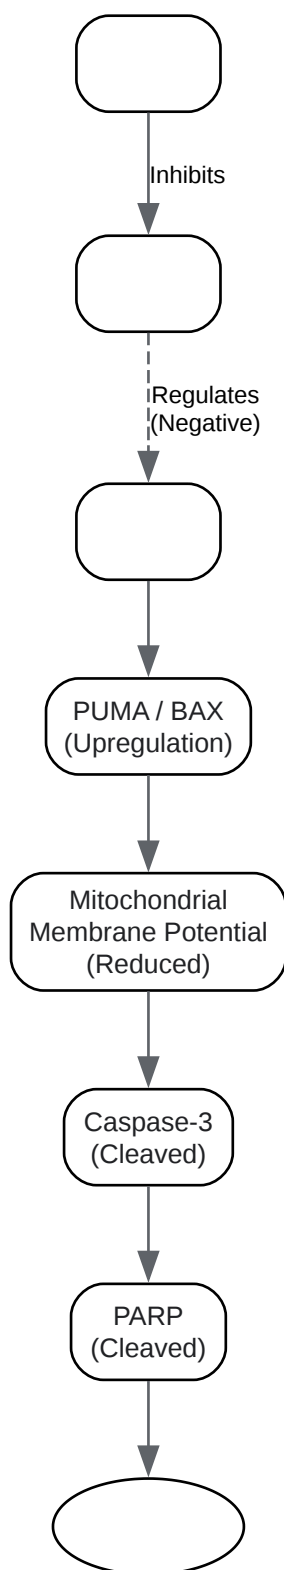 Inhibits
Regulates
(Negative)
PUMA / BAX
(Upregulation)
Mitochondrial
Membrane Potential
(Reduced)
Caspase-3
(Cleaved)
PARP
(Cleaved)